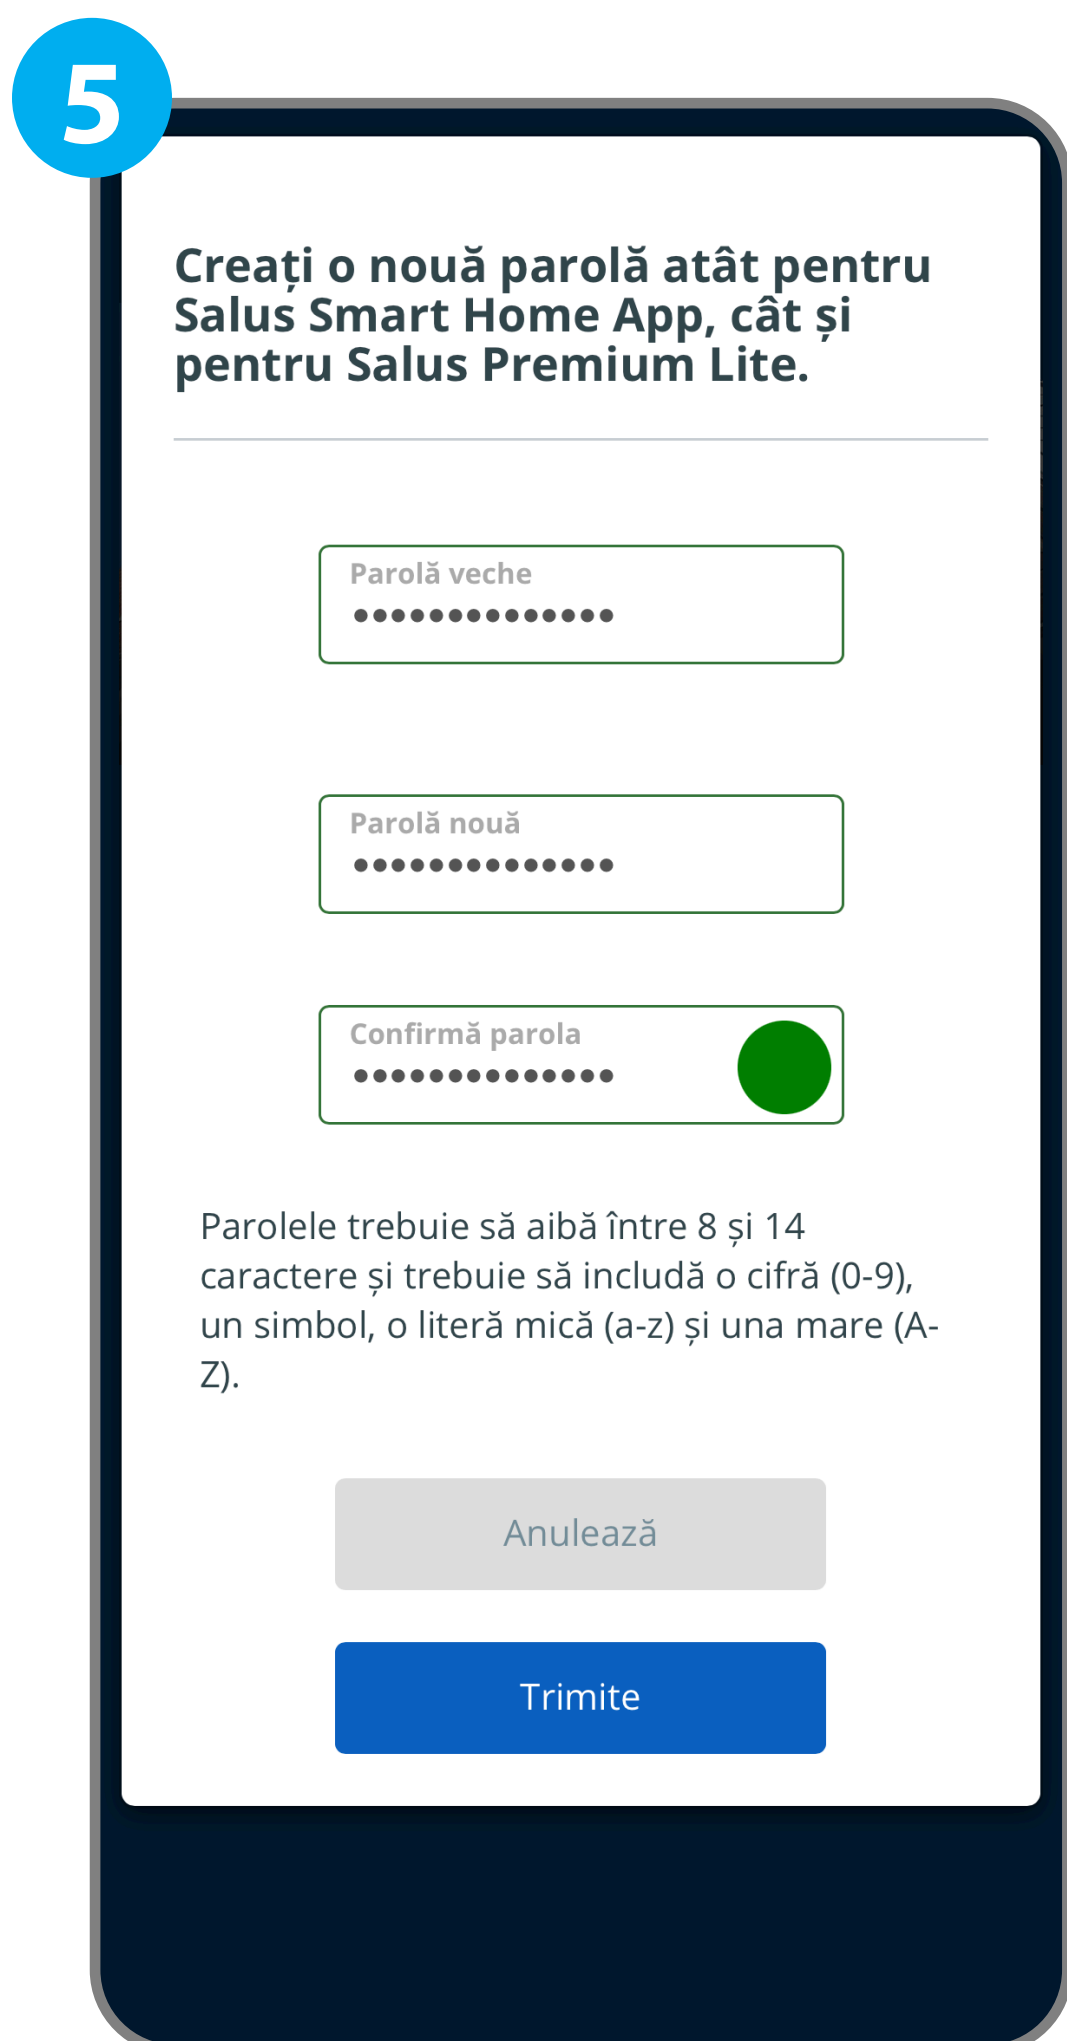 5
Creați o nouă parolă atât pentru
Salus Smart Home App, cât și
pentru Salus Premium Lite.
Parolă veche
••••••••••••••
Parolă nouă
••••••••••••••
Confirmă parola
••••••••••••••
Parolele trebuie să aibă între 8 și 14
caractere și trebuie să includă o cifră (0-9),
un simbol, o literă mică (a-z) și una mare (A-
Z).
Anulează
Trimite